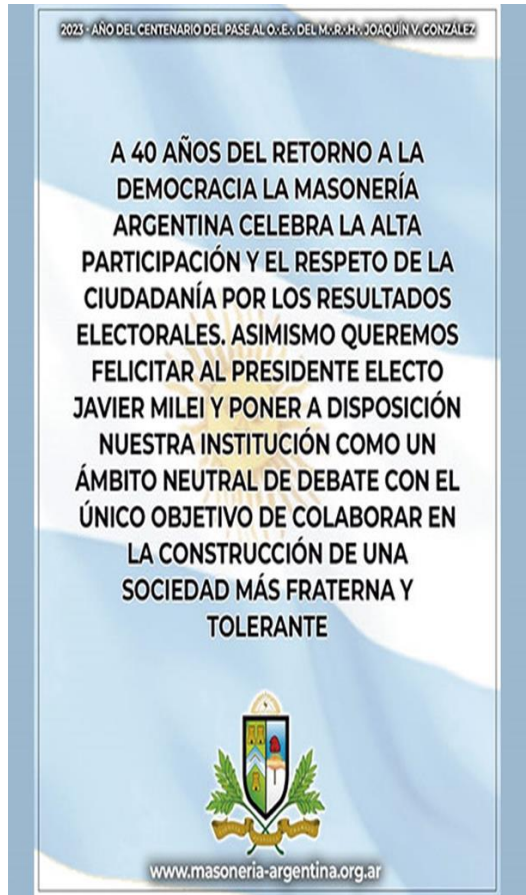 2023 - AÑO DEL CENTENARIO DEL PASE AL O∴E∴ DEL M∴R∴H∴ JOAQUÍN V. GONZÁLEZ
A 40 AÑOS DEL RETORNO A LA
DEMOCRACIA LA MASONERÍA
ARGENTINA CELEBRA LA ALTA
PARTICIPACIÓN Y EL RESPETO DE LA
CIUDADANÍA POR LOS RESULTADOS
ELECTORALES. ASIMISMO QUEREMOS
FELICITAR AL PRESIDENTE ELECTO
JAVIER MILEI Y PONER A DISPOSICIÓN
NUESTRA INSTITUCIÓN COMO UN
ÁMBITO NEUTRAL DE DEBATE CON EL
ÚNICO OBJETIVO DE COLABORAR EN
LA CONSTRUCCIÓN DE UNA
SOCIEDAD MÁS FRATERNA Y
TOLERANTE
www.masoneria-argentina.org.ar